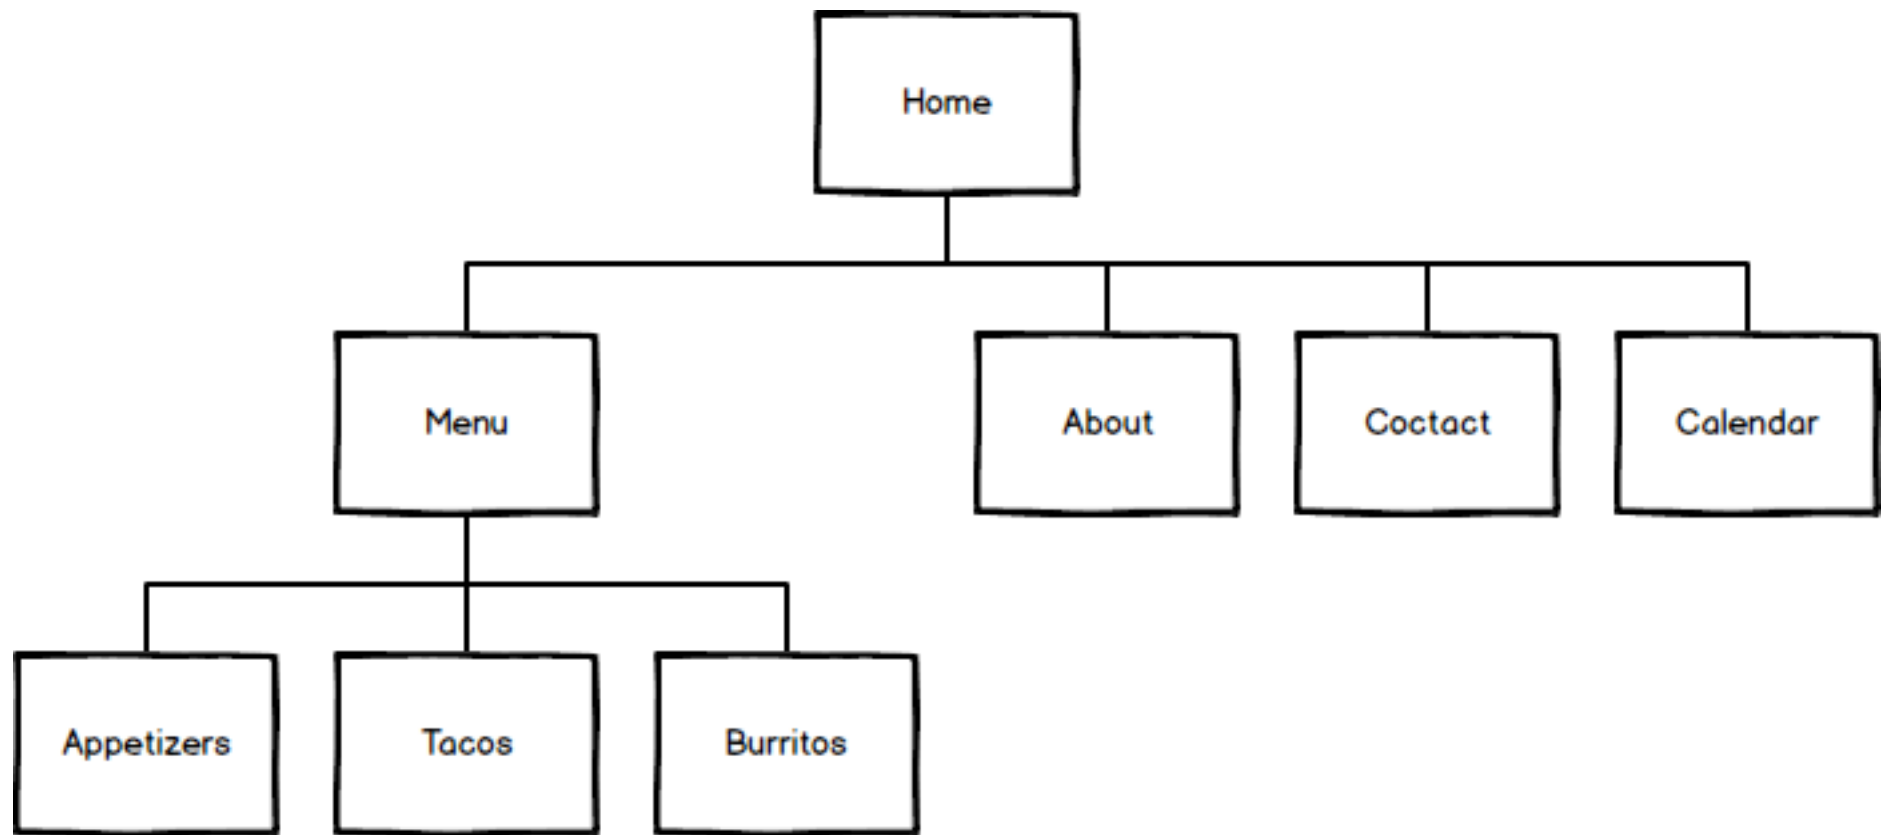 Home
Menu
About
Coctact
Calendar
Appetizers
Tacos
Burritos